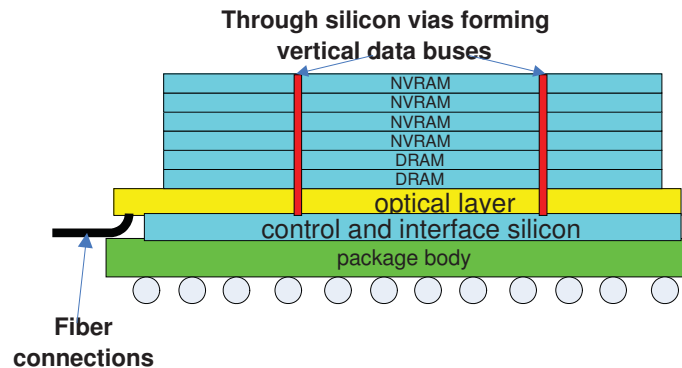 Through silicon vias forming
vertical data buses
NVRAM
NVRAM
NVRAM
NVRAM
DRAM
DRAM
optical layer
control and interface silicon
package body
Fiber
connections